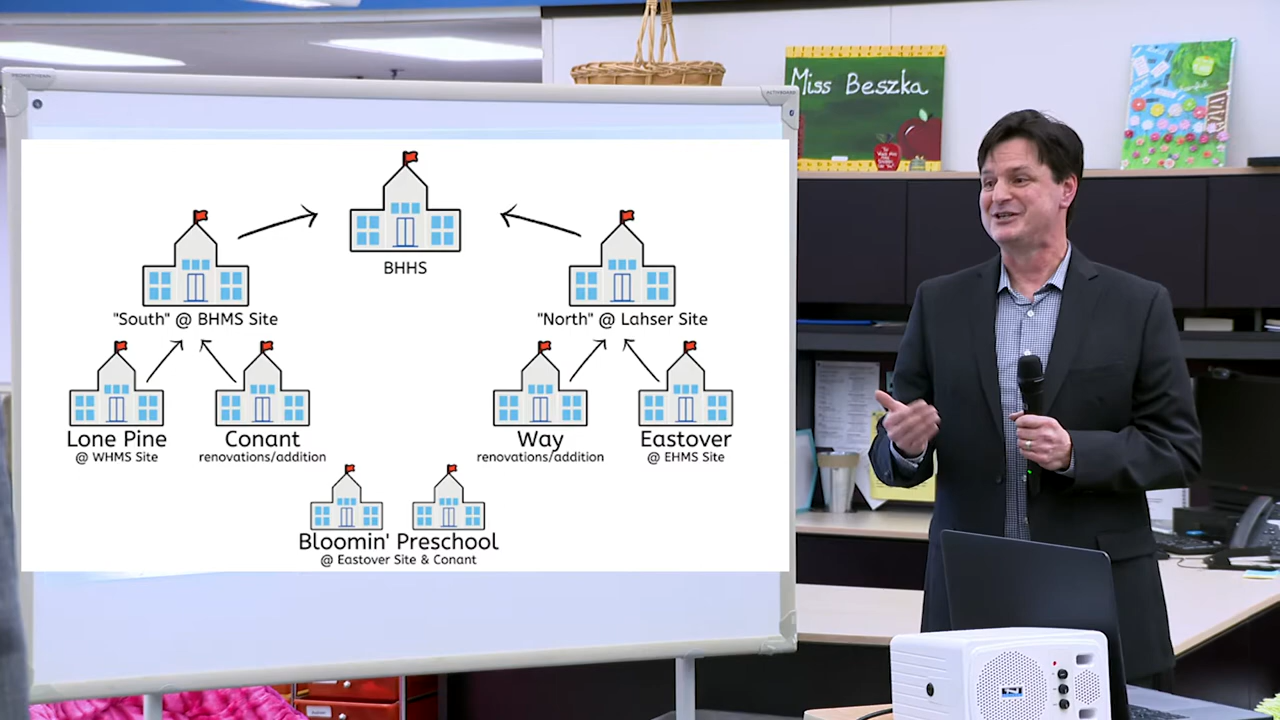 Miss Beszka
BHHS
"South" @ BHMS Site
"North" @ Lahser Site
Lone Pine
@ WHMS Site
Conant
renovations/addition
Way
renovations/addition
Eastover
@ EHMS Site
Bloomin' Preschool
@ Eastover Site & Conant